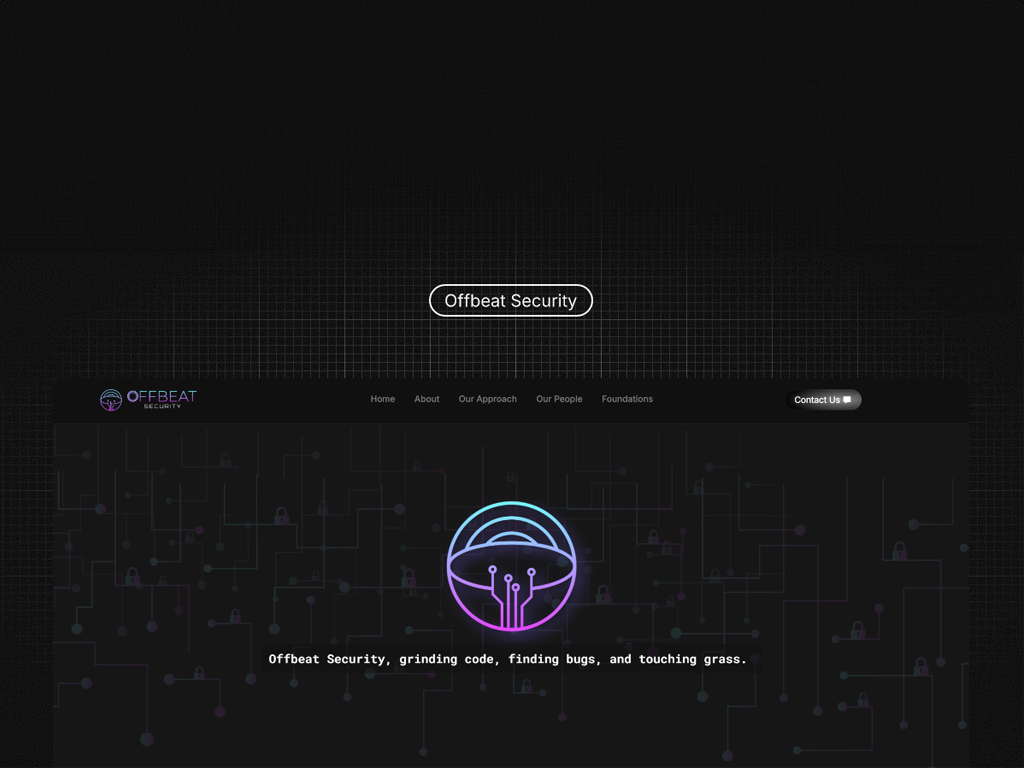 Offbeat Security
OFFBEAT
SECURITY
Home
About
Our Approach
Our People
Foundations
Contact Us
Offbeat Security, grinding code, finding bugs, and touching grass.